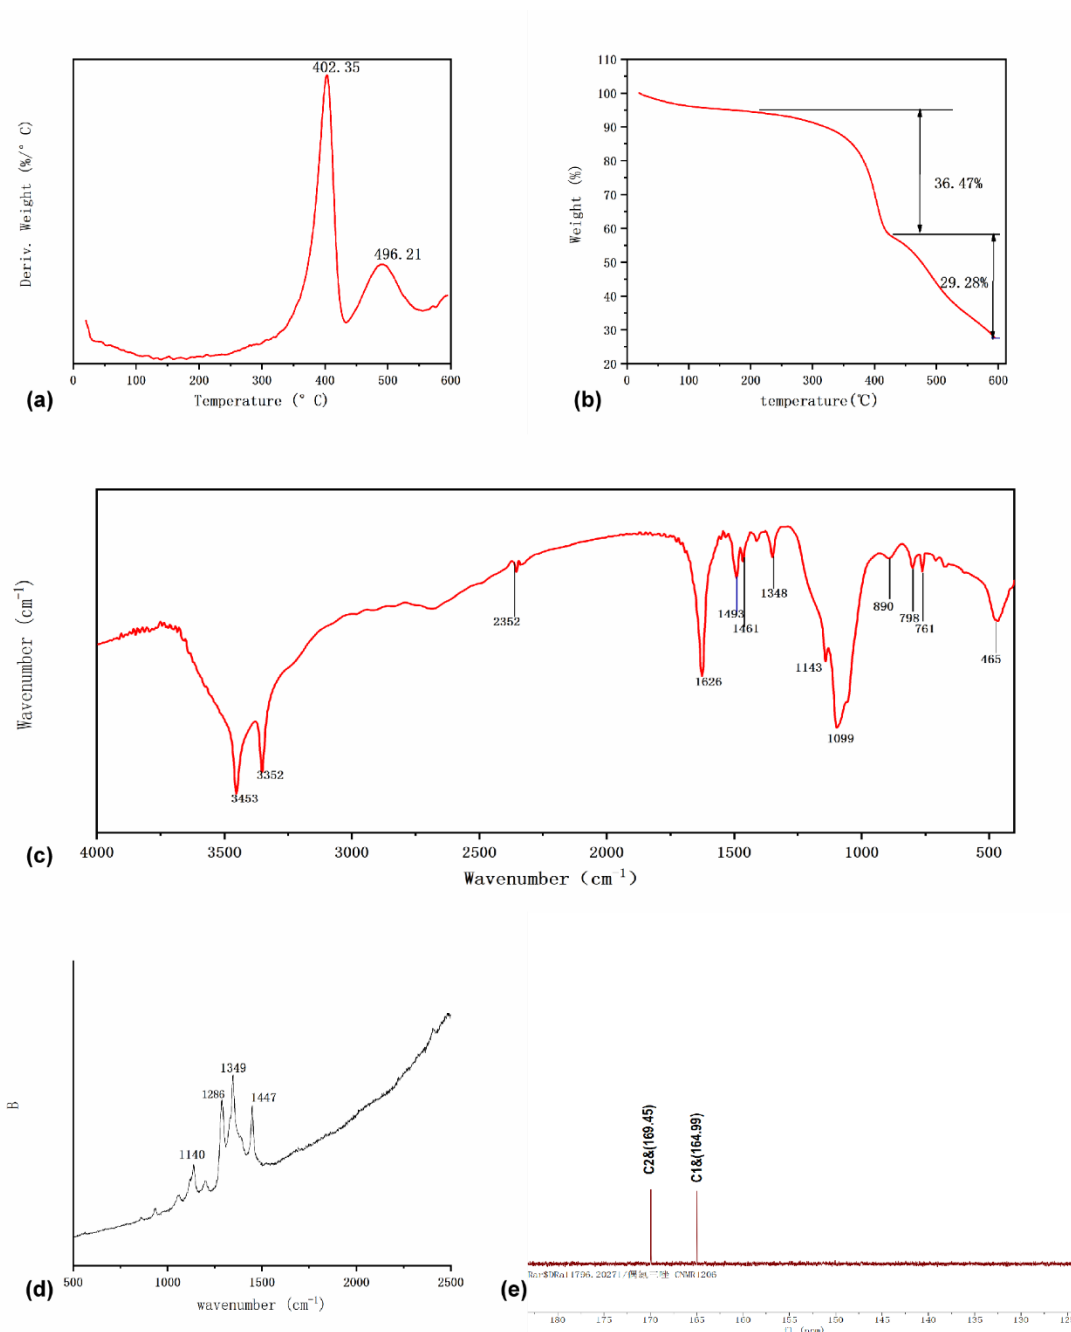 402.35
496.21
Deriv. Weight (%/° C)
0 100 200 300 400 500 600
Temperature (° C)
(a)
110
100
90
80
70
60
50
40
30
20
Weight (%)
36.47%
29.28%
0 100 200 300 400 500 600
temperature(℃)
(b)
Wavenumber (cm⁻¹)
2352
1493
1461
1348
890
798
761
465
1626
1143
1099
3352
3453
4000 3500 3000 2500 2000 1500 1000 500
Wavenumber (cm⁻¹)
(c)
B
1349
1286
1447
1140
500 1000 1500 2000 2500
wavenumber (cm⁻¹)
(d)
C2&(169.45)
C1&(164.99)
CNMR1206
180 175 170 165 160 155 150 145 140 135 130
(ppm)
(e)